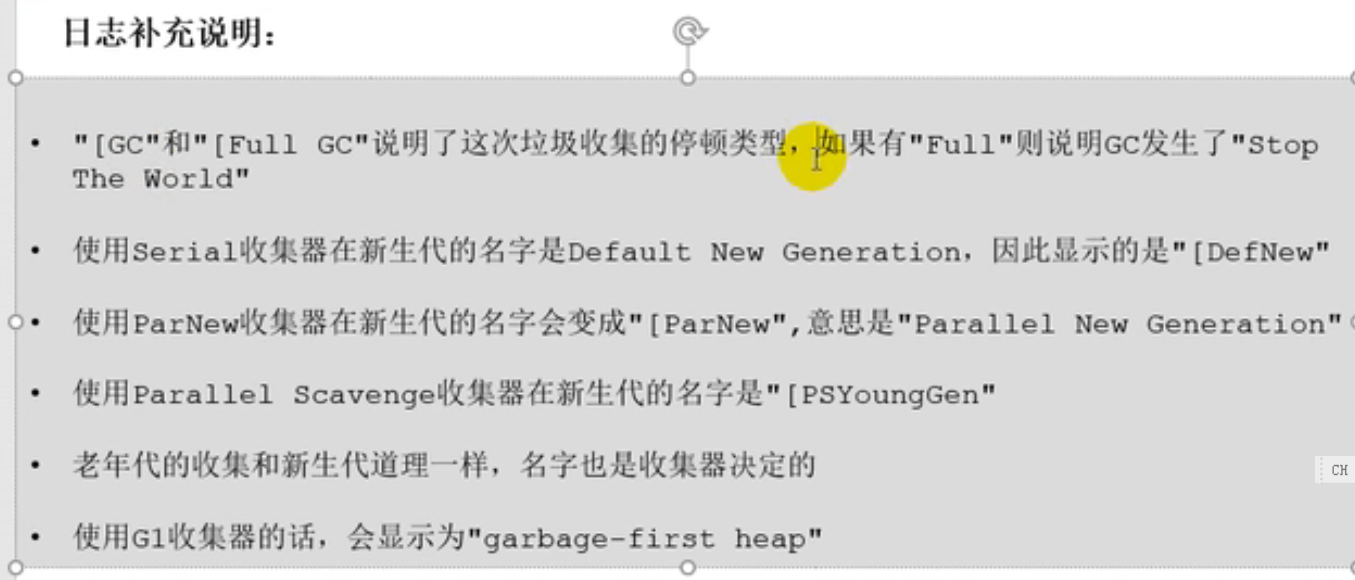 日志补充说明:
• "[GC"和"[Full GC"说明了这次垃圾收集的停顿类型，如果有"Full"则说明GC发生了"Stop
The World"
• 使用Serial收集器在新生代的名字是Default New Generation，因此显示的是"[DefNew"
• 使用ParNew收集器在新生代的名字会变成"[ParNew",意思是"Parallel New Generation"
• 使用Parallel Scavenge收集器在新生代的名字是"[PSYoungGen"
• 老年代的收集和新生代道理一样，名字也是收集器决定的
CH
• 使用G1收集器的话，会显示为"garbage-first heap"